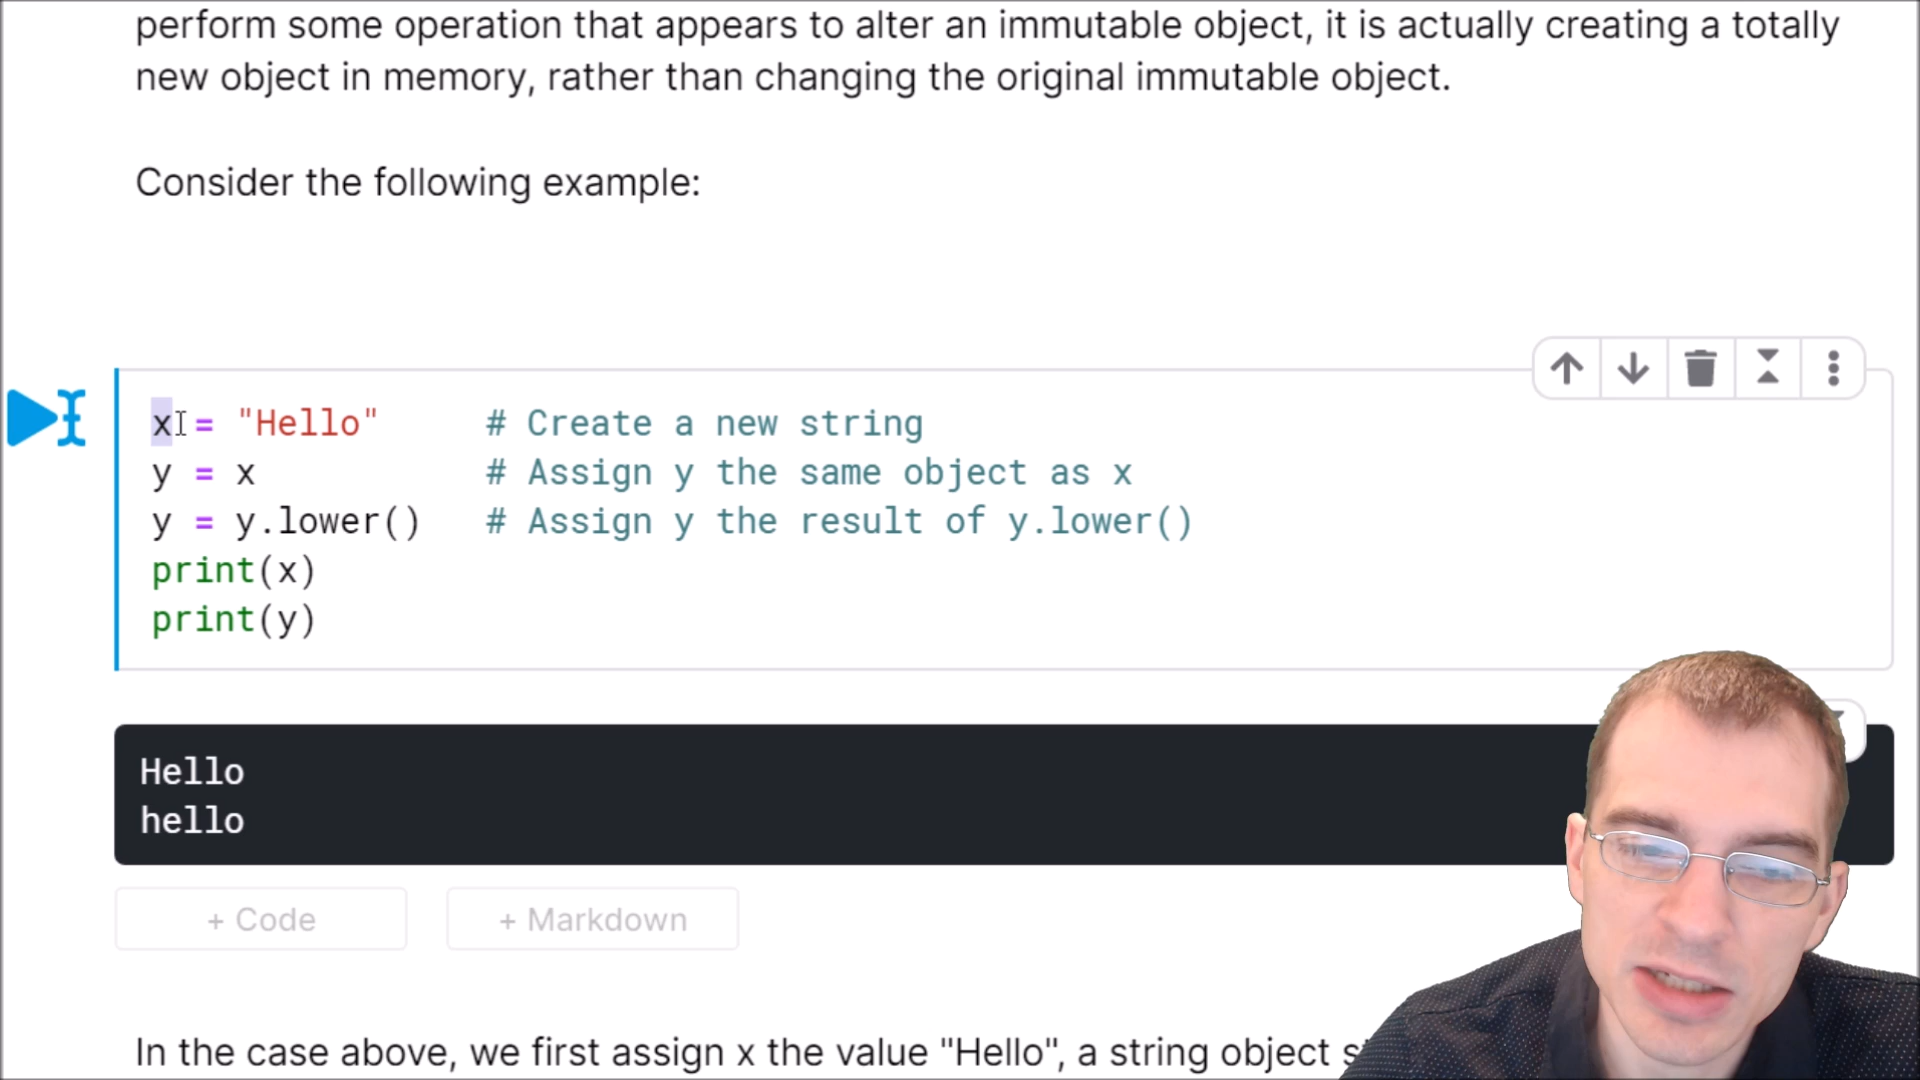 perform some operation that appears to alter an immutable object, it is actually creating a totally
new object in memory, rather than changing the original immutable object.
Consider the following example:
x = "Hello"     # Create a new string
y = x           # Assign y the same object as x
y = y.lower()   # Assign y the result of y.lower()
print(x)
print(y)
Hello
hello
+ Code
+ Markdown
In the case above, we first assign x the value "Hello", a string object